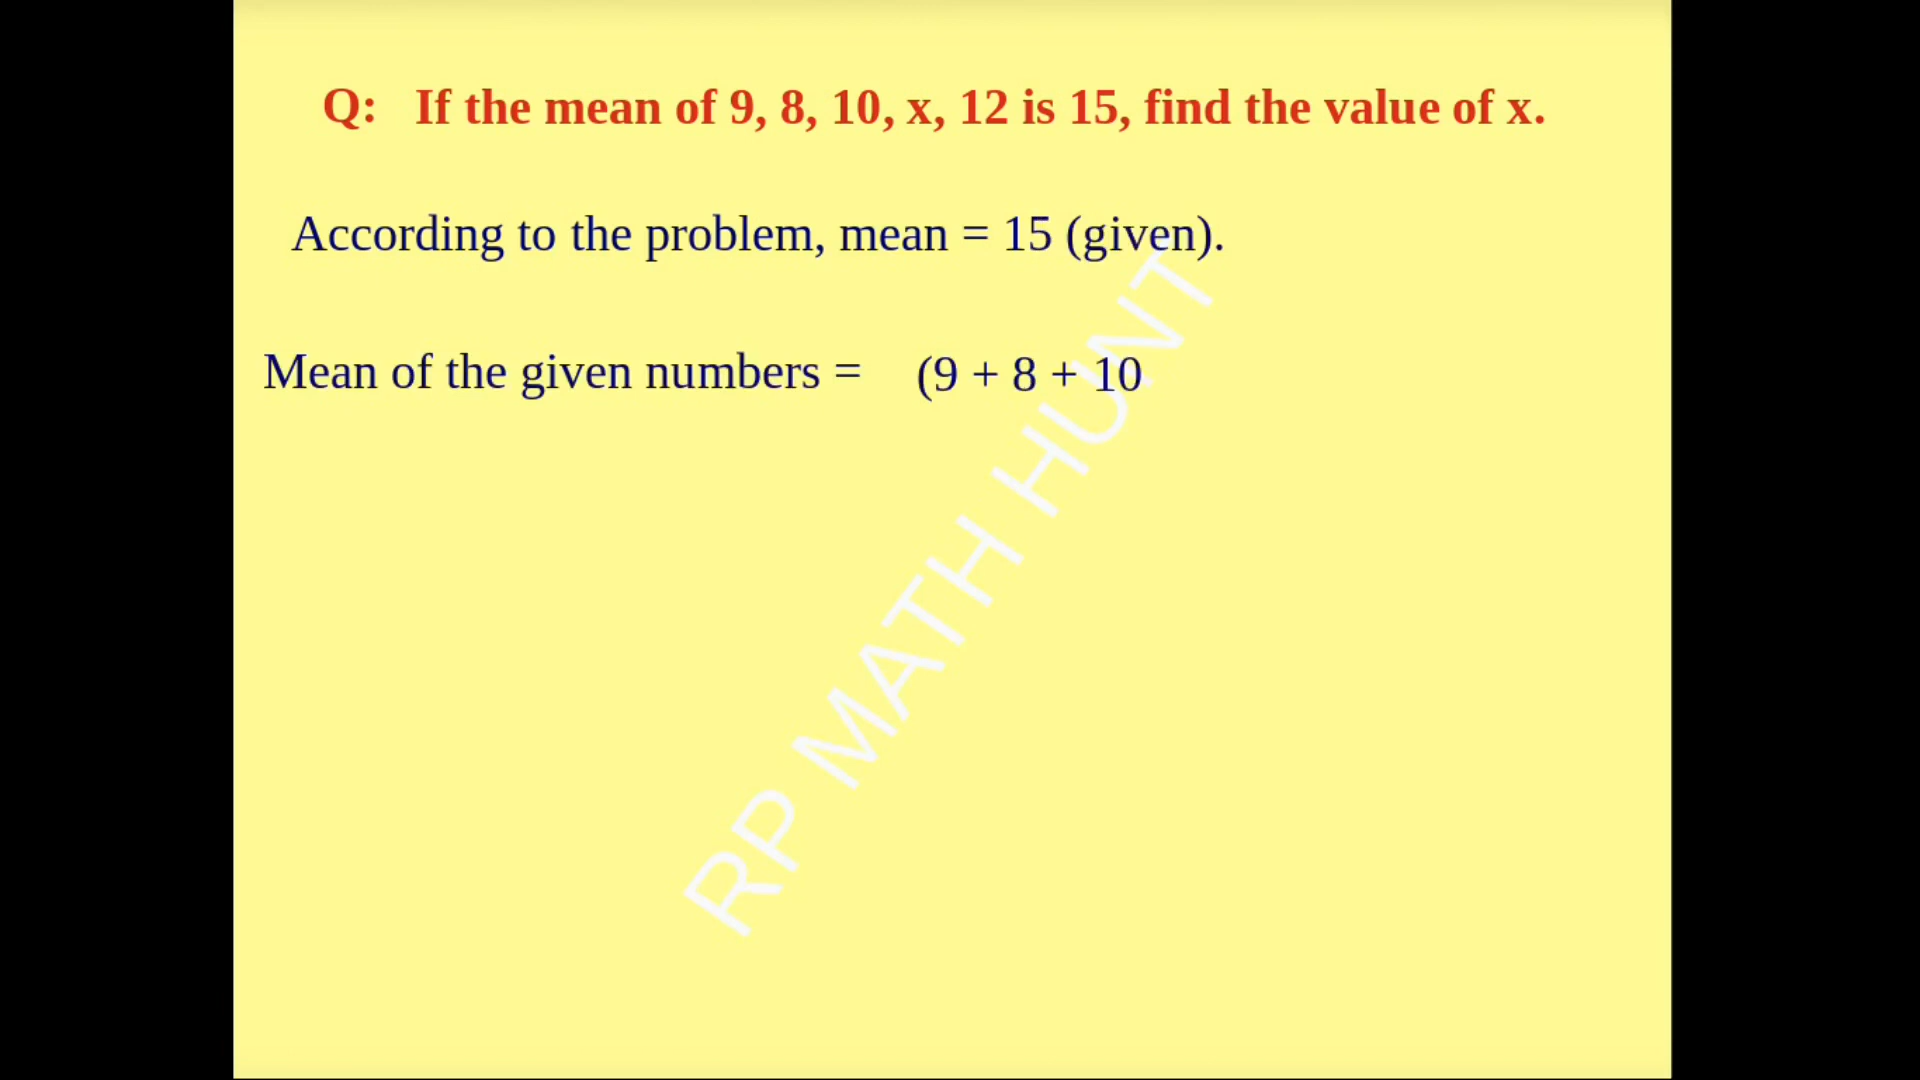 Q: If the mean of 9, 8, 10, x, 12 is 15, find the value of x.
According to the problem, mean = 15 (given).
Mean of the given numbers = (9 + 8 + 10
RP MATH HUNT